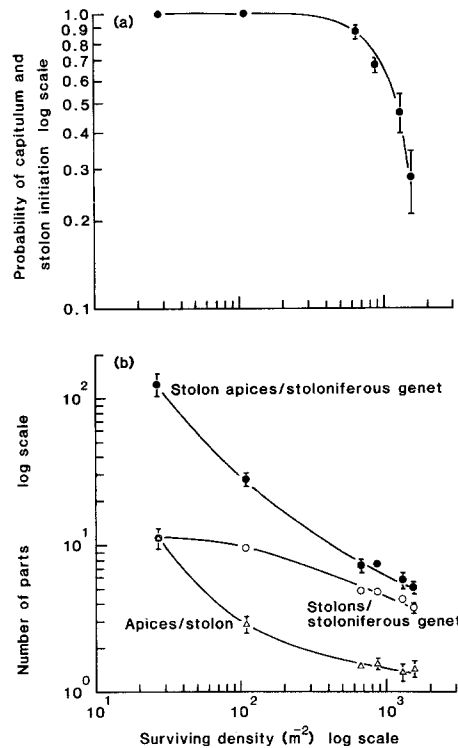 (a)
Probability of capitulum and
stolon initiation log scale
1.0
0.9
0.8
0.7
0.6
0.5
0.4
0.3
0.2
0.1
(b)
Number of parts log scale
10²
10¹
10⁰
Stolon apices/stoloniferous genet
Stolons/
stoloniferous genet
Apices/stolon
10¹
10²
10³
Surviving density (m⁻²) log scale